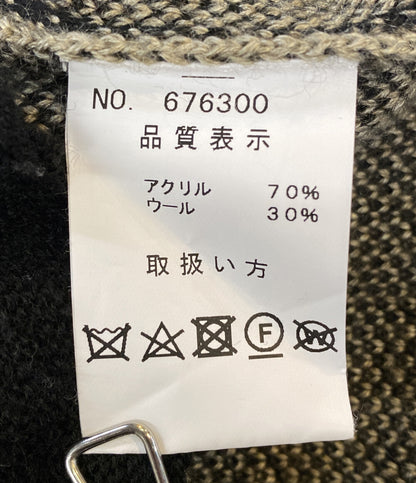 NO. 676300
品質表示
アクリル 70%
ウール 30%
取扱い方
F W